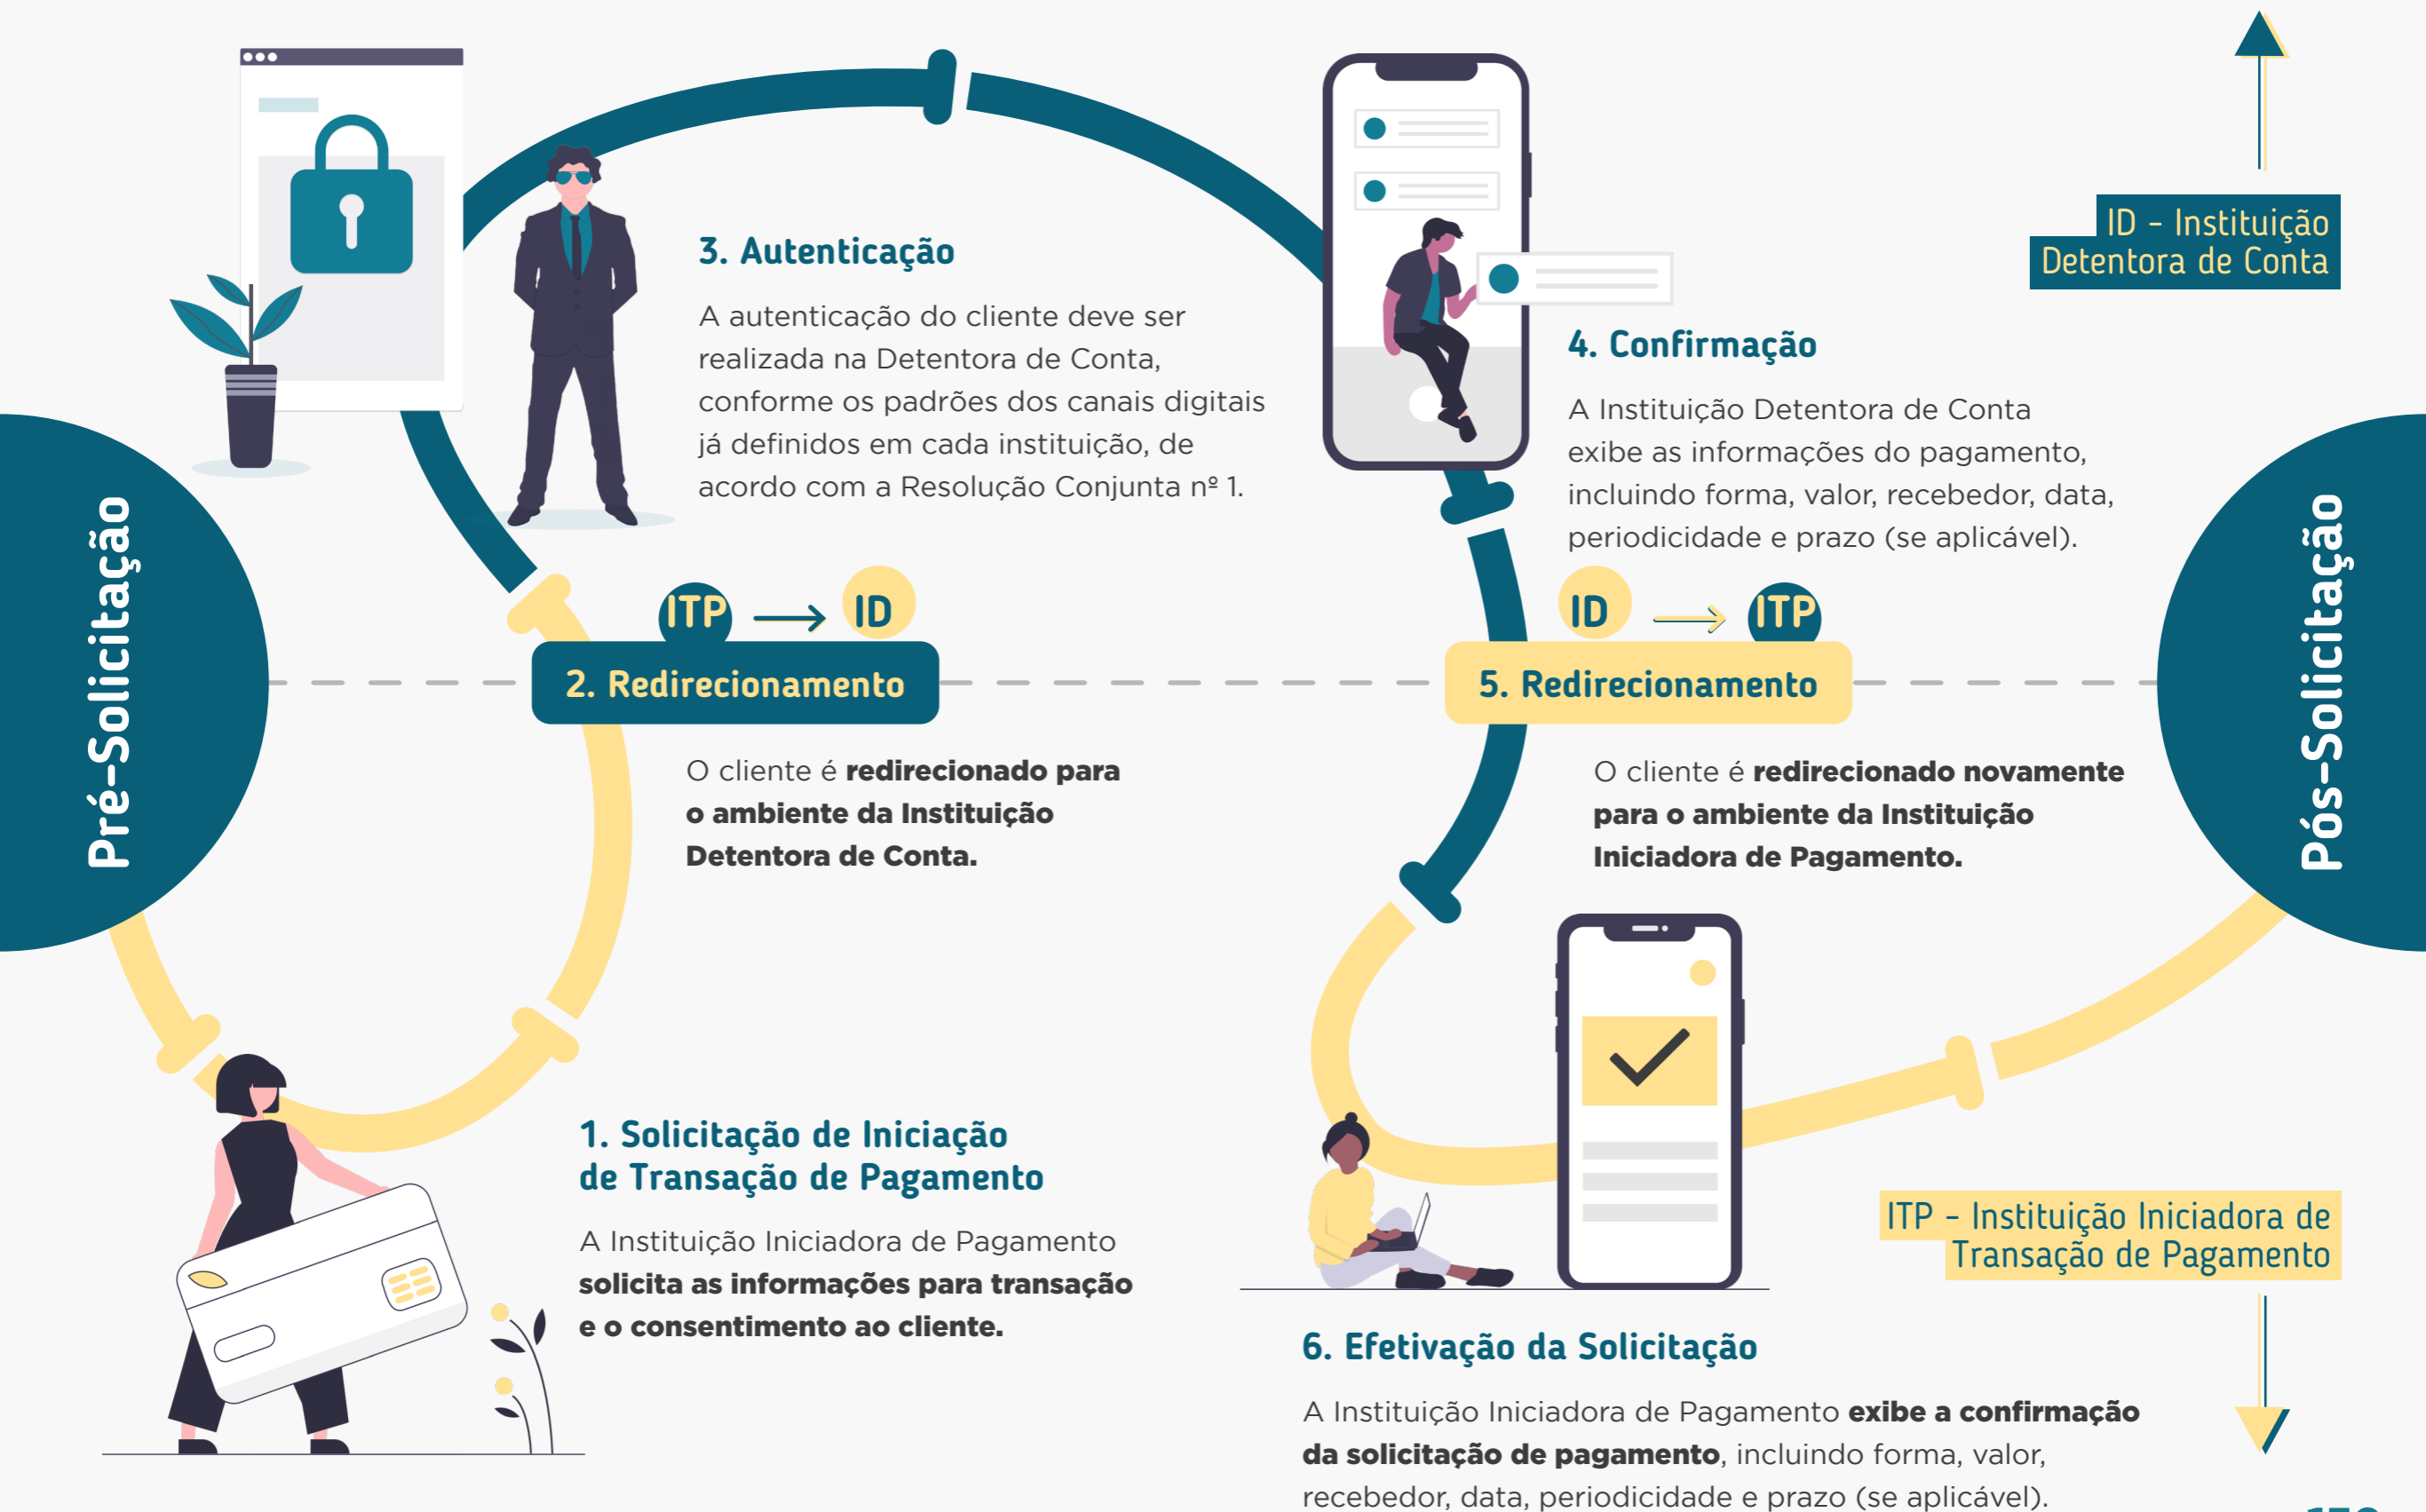 Pré-Solicitação
1. Solicitação de Iniciação
de Transação de Pagamento
A Instituição Iniciadora de Pagamento
solicita as informações para transação
e o consentimento ao cliente.
ITP
ID
2. Redirecionamento
O cliente é redirecionado para
o ambiente da Instituição
Detentora de Conta.
3. Autenticação
A autenticação do cliente deve ser
realizada na Detentora de Conta,
conforme os padrões dos canais digitais
já definidos em cada instituição, de
acordo com a Resolução Conjunta nº 1.
4. Confirmação
A Instituição Detentora de Conta
exibe as informações do pagamento,
incluindo forma, valor, recebedor, data,
periodicidade e prazo (se aplicável).
ID
ITP
5. Redirecionamento
O cliente é redirecionado novamente
para o ambiente da Instituição
Iniciadora de Pagamento.
6. Efetivação da Solicitação
A Instituição Iniciadora de Pagamento exibe a confirmação
da solicitação de pagamento, incluindo forma, valor,
recebedor, data, periodicidade e prazo (se aplicável).
ID - Instituição
Detentora de Conta
ITP - Instituição Iniciadora de
Transação de Pagamento
Pós-Solicitação